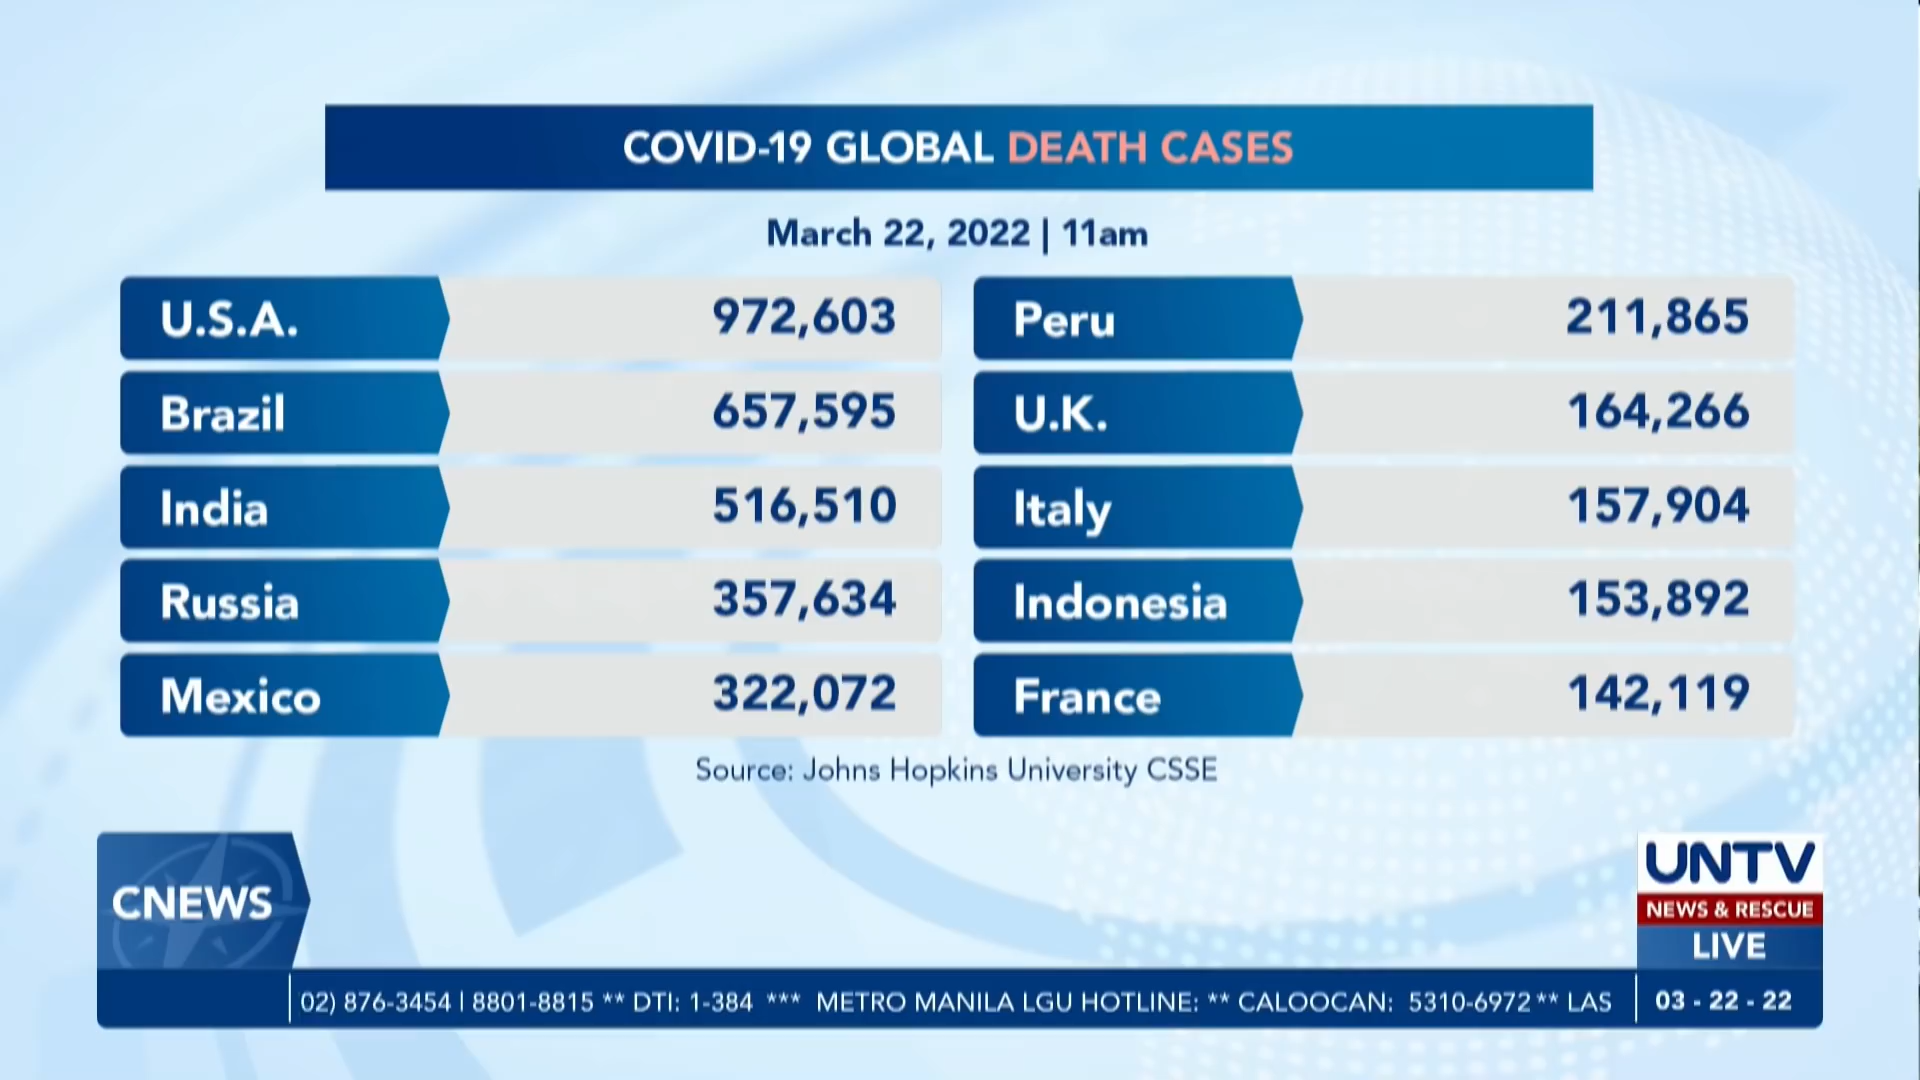 COVID-19 GLOBAL DEATH CASES
March 22, 2022 | 11am
U.S.A. 972,603
Brazil 657,595
India 516,510
Russia 357,634
Mexico 322,072
Peru 211,865
U.K. 164,266
Italy 157,904
Indonesia 153,892
France 142,119
Source: Johns Hopkins University CSSE
CNEWS
UNTV
NEWS & RESCUE
LIVE
02) 876-3454 | 8801-8815 ** DTI: 1-384 *** METRO MANILA LGU HOTLINE: ** CALOOCAN: 5310-6972 ** LAS
03 - 22 - 22